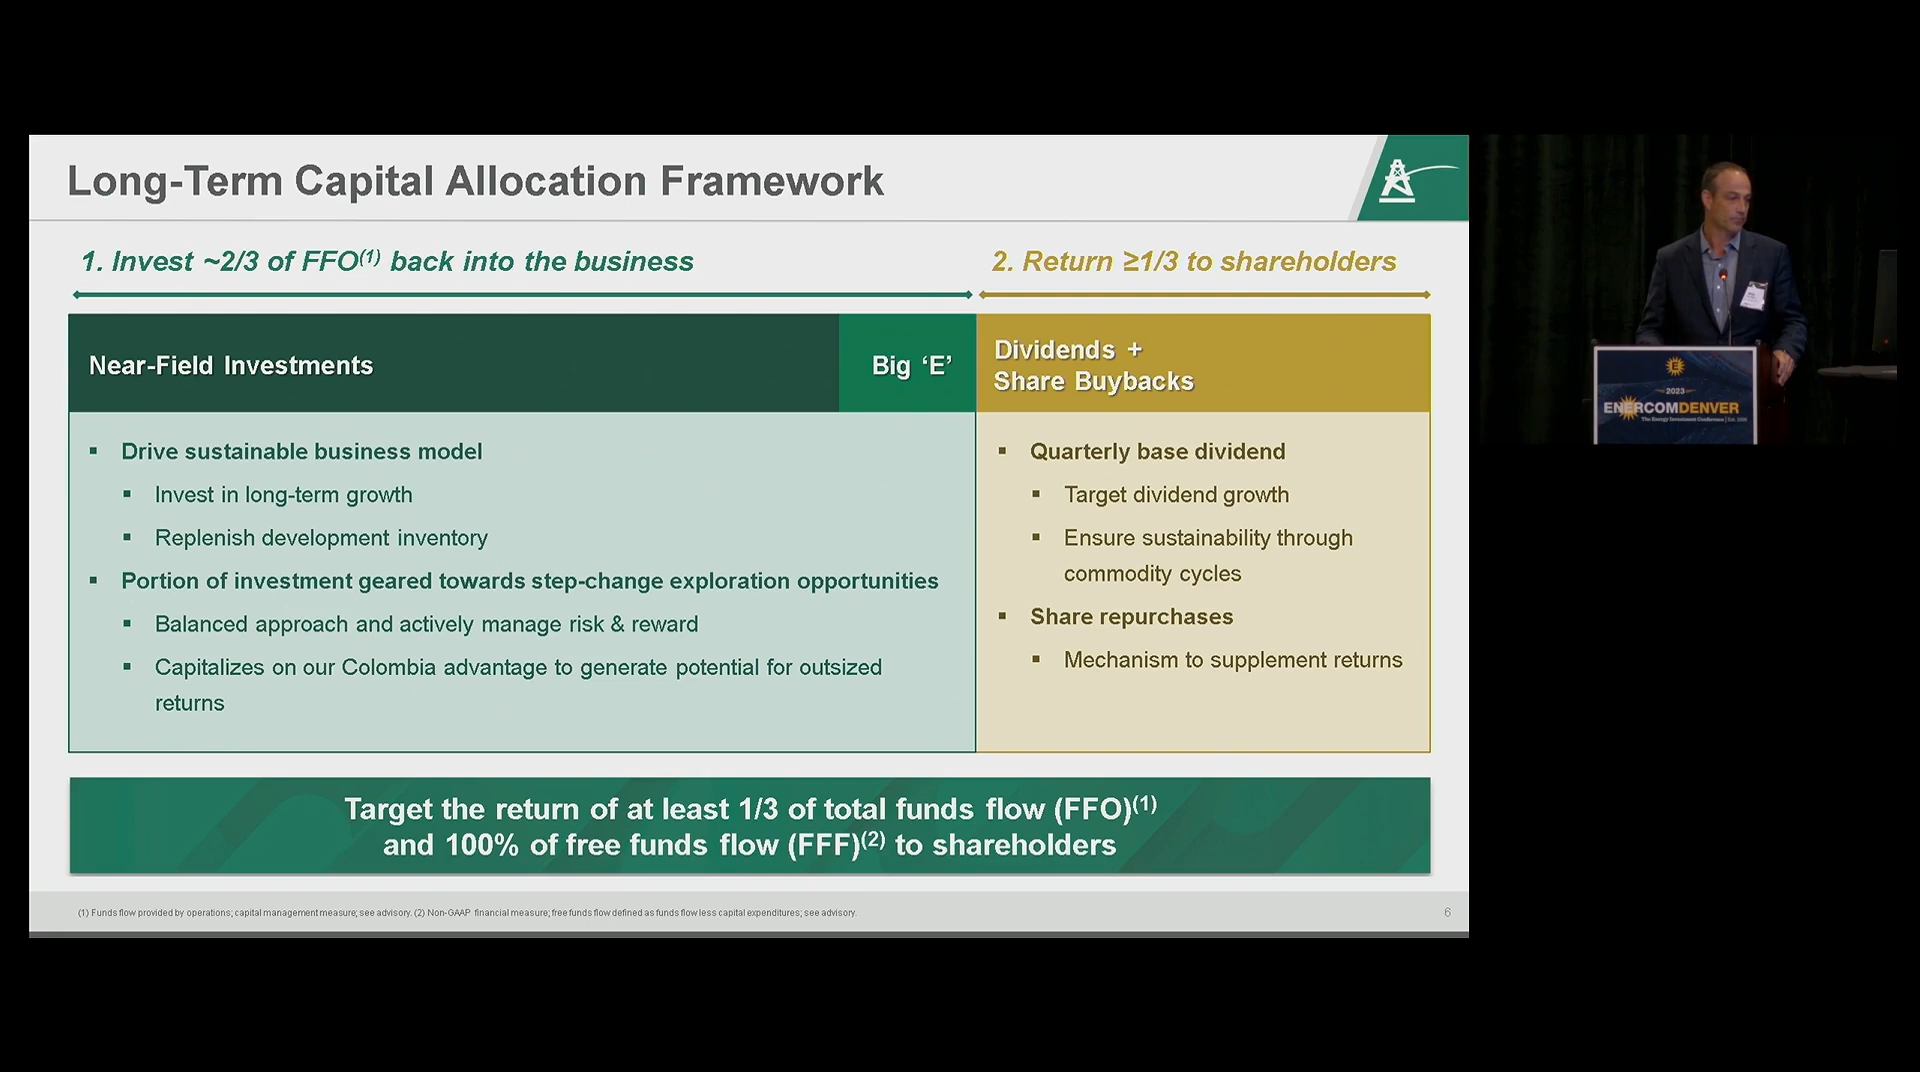 Long-Term Capital Allocation Framework
1. Invest ~2/3 of FFO(1) back into the business
2. Return ≥1/3 to shareholders
Near-Field Investments
Big ‘E’
Dividends +
Share Buybacks
▪ Drive sustainable business model
▪ Invest in long-term growth
▪ Replenish development inventory
▪ Portion of investment geared towards step-change exploration opportunities
▪ Balanced approach and actively manage risk & reward
▪ Capitalizes on our Colombia advantage to generate potential for outsized
returns
▪ Quarterly base dividend
▪ Target dividend growth
▪ Ensure sustainability through
commodity cycles
▪ Share repurchases
▪ Mechanism to supplement returns
Target the return of at least 1/3 of total funds flow (FFO)(1)
and 100% of free funds flow (FFF)(2) to shareholders
(1) Funds flow provided by operations; capital management measure; see advisory. (2) Non-GAAP financial measure; free funds flow defined as funds flow less capital expenditures; see advisory.
6
E
2023
ENERCOMDENVER
The Energy Investment Conference | Est.